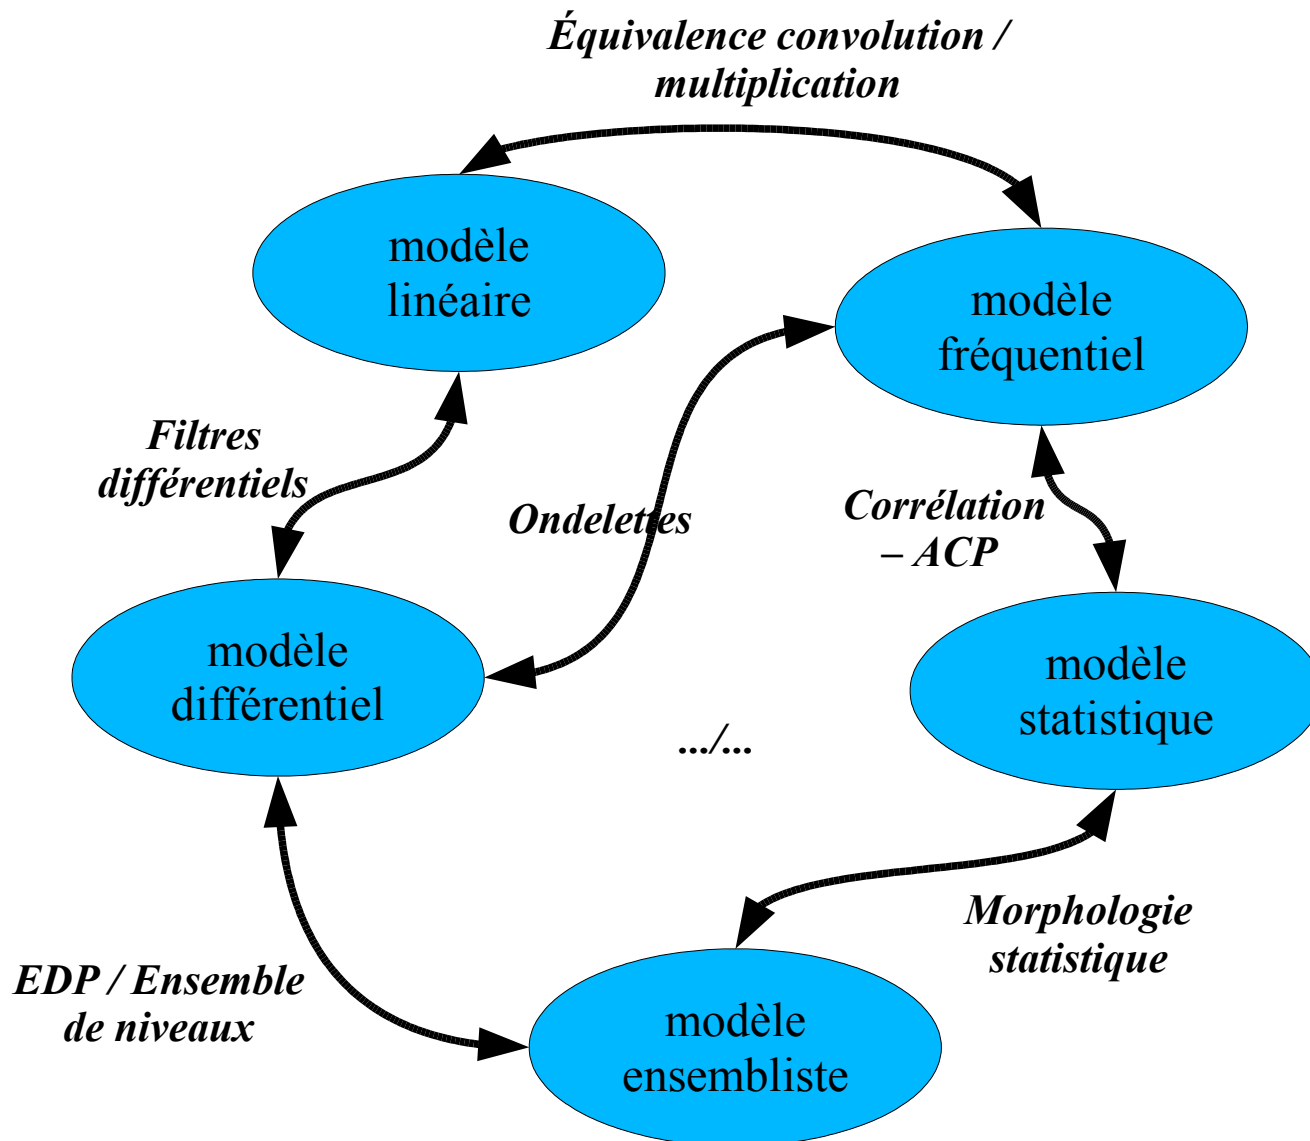 Équivalence convolution /
multiplication
modèle
linéaire
modèle
fréquentiel
Filtres
différentiels
Ondelettes
Corrélation
– ACP
modèle
différentiel
modèle
statistique
.../...
Morphologie
statistique
EDP / Ensemble
de niveaux
modèle
ensembliste